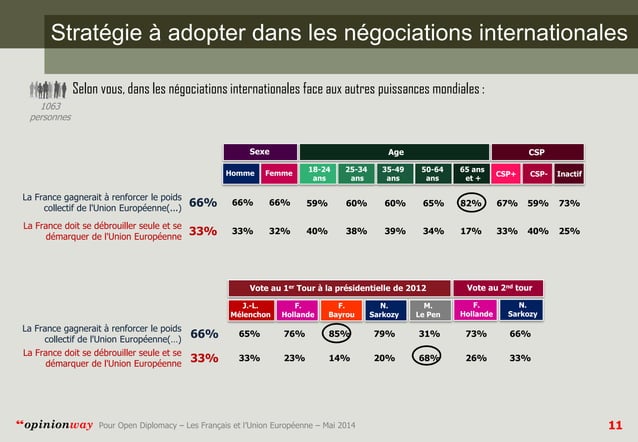 Stratégie à adopter dans les négociations internationales
1063
personnes
Selon vous, dans les négociations internationales face aux autres puissances mondiales :
Sexe Age CSP
Homme Femme 18-24 ans 25-34 ans 35-49 ans 50-64 ans 65 ans et + CSP+ CSP- Inactif
La France gagnerait à renforcer le poids
collectif de l'Union Européenne(...) 66% 66% 66% 59% 60% 60% 65% 82% 67% 59% 73%
La France doit se débrouiller seule et se
démarquer de l'Union Européenne 33% 33% 32% 40% 38% 39% 34% 17% 33% 40% 25%
Vote au 1er Tour à la présidentielle de 2012 Vote au 2nd tour
J.-L. Mélenchon F. Hollande F. Bayrou N. Sarkozy M. Le Pen F. Hollande N. Sarkozy
La France gagnerait à renforcer le poids
collectif de l'Union Européenne(...) 66% 65% 76% 85% 79% 31% 73% 66%
La France doit se débrouiller seule et se
démarquer de l'Union Européenne 33% 33% 23% 14% 20% 68% 26% 33%
“opinionway Pour Open Diplomacy – Les Français et l'Union Européenne – Mai 2014 11